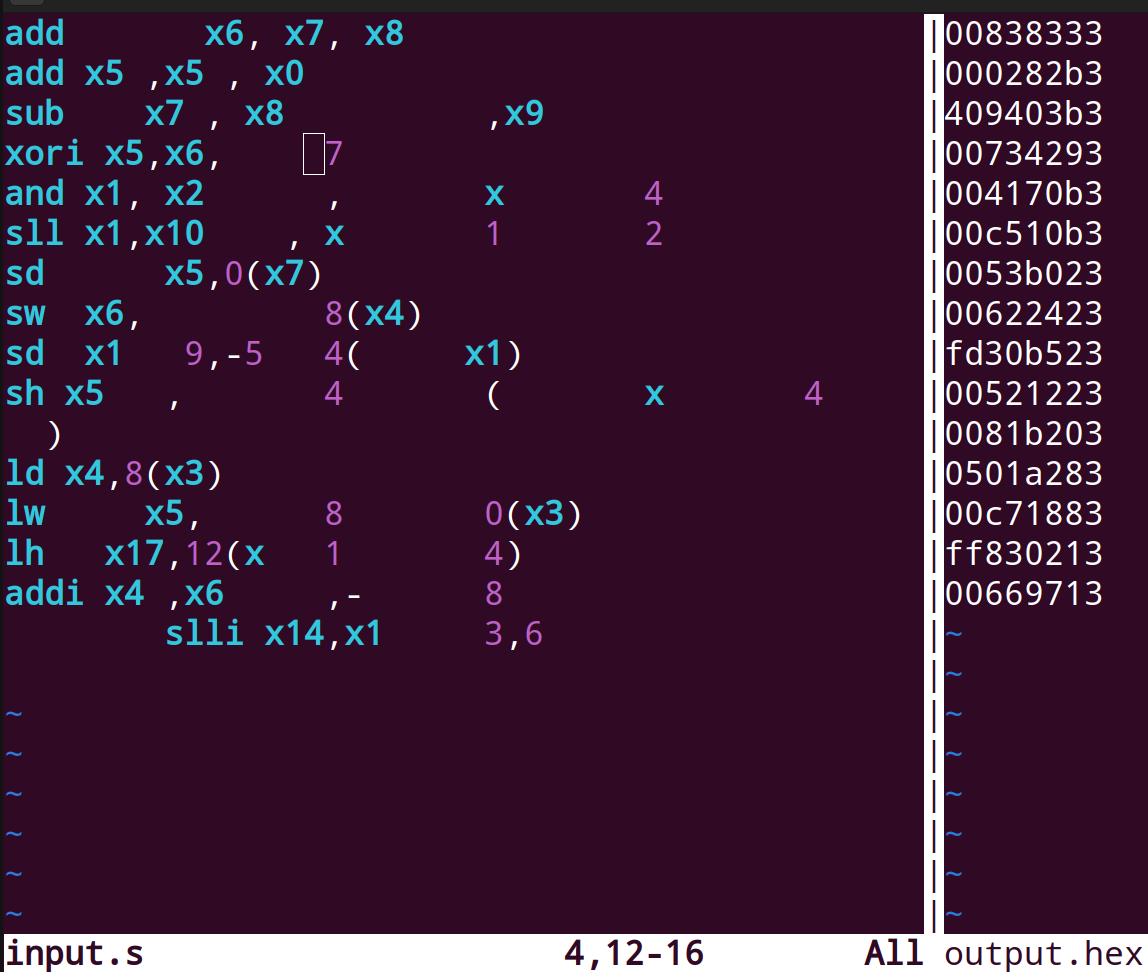 add       x6, x7, x8                          |00838333
add x5 ,x5 , x0                               |000282b3
sub    x7 , x8          ,x9                   |409403b3
xori x5,x6,     7                             |00734293
and x1, x2      ,       x       4             |004170b3
sll x1,x10    , x       1       2             |00c510b3
sd      x5,0(x7)                              |0053b023
sw  x6,         8(x4)                         |00622423
sd  x1   9,-5   4(     x1)                    |fd30b523
sh x5   ,       4       (       x       4     |00521223
  )                                           |0081b203
ld x4,8(x3)                                   |0501a283
lw     x5,      8       0(x3)                 |00c71883
lh   x17,12(x   1       4)                    |ff830213
addi x4 ,x6     ,-      8                     |00669713
        slli x14,x1     3,6                   |~
|~
~                                             |~
~                                             |~
~                                             |~
~                                             |~
~                                             |~
~                                             |~
input.s                     4,12-16        All output.hex